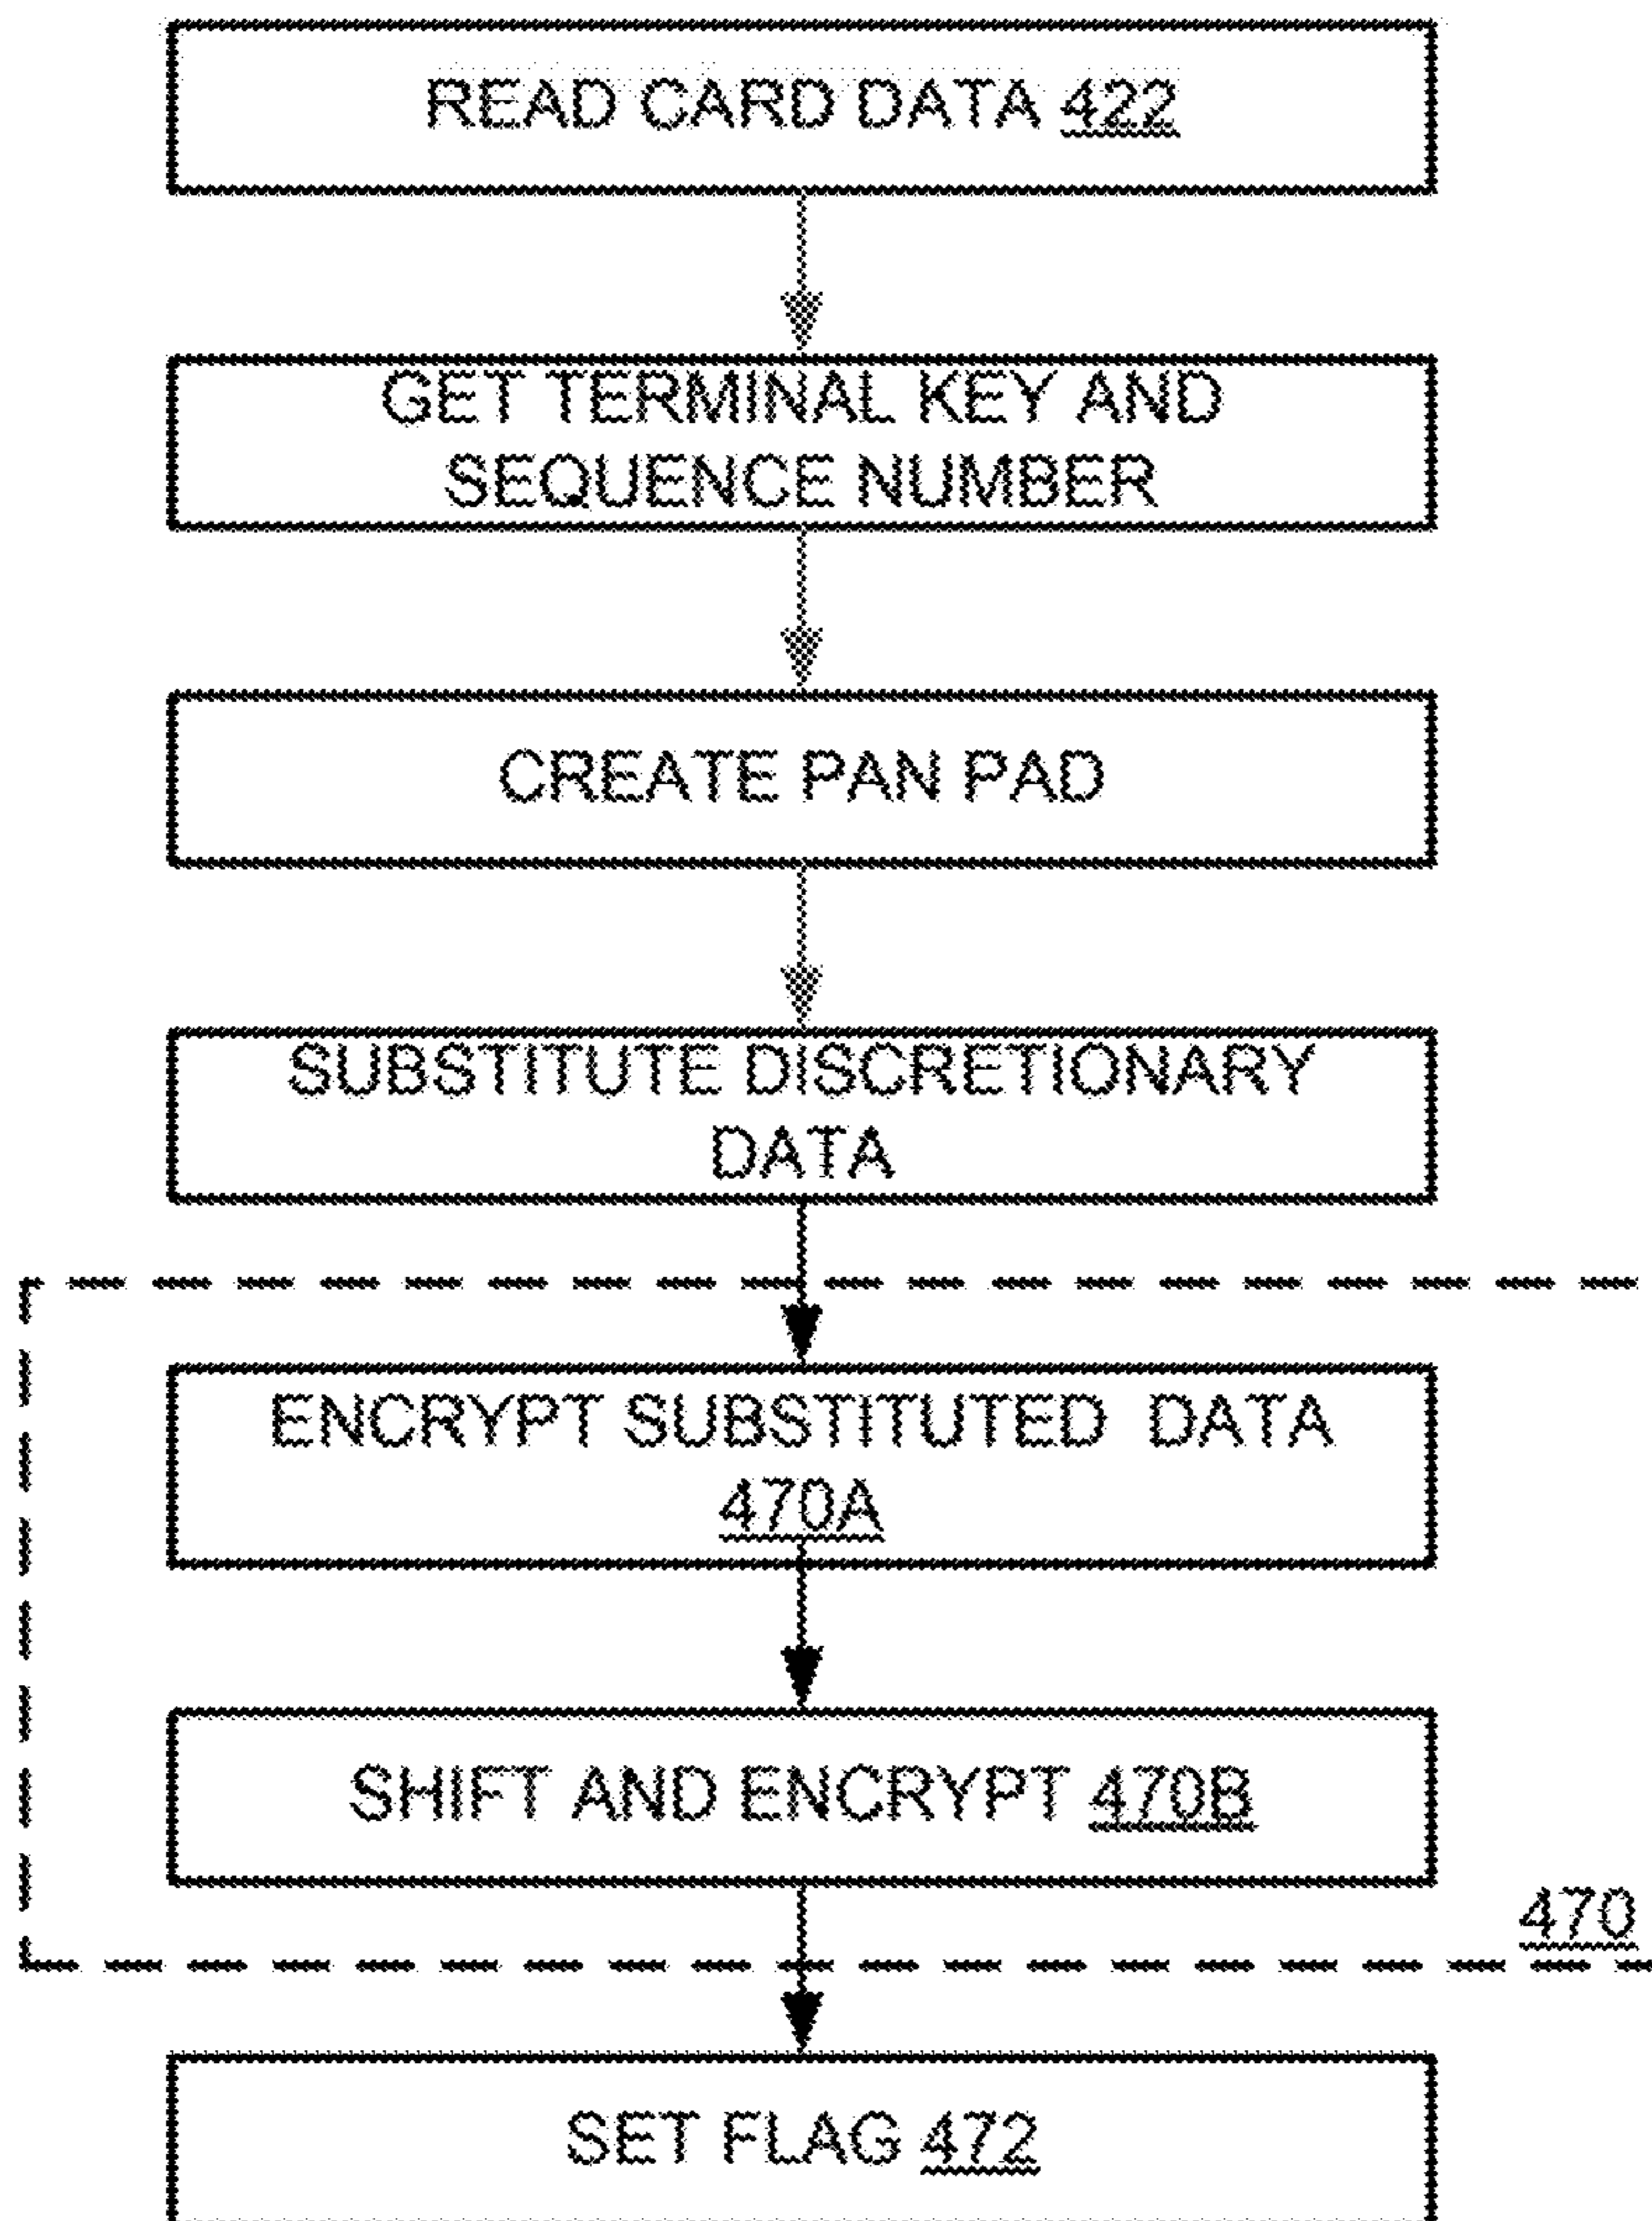 READ CARD DATA 422
GET TERMINAL KEY AND
SEQUENCE NUMBER
CREATE PAN PAD
SUBSTITUTE DISCRETIONARY
DATA
ENCRYPT SUBSTITUTED DATA
470A
SHIFT AND ENCRYPT 470B
470
SET FLAG 472